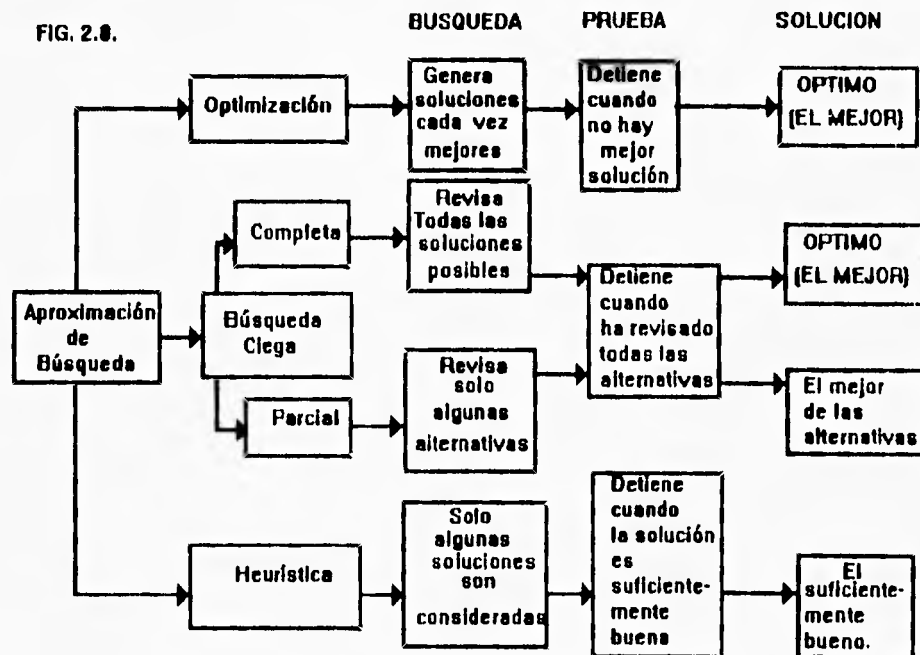 FIG. 2.8.
BUSQUEDA
PRUEBA
SOLUCION
Optimización
Genera
soluciones
cada vez
mejores
Detiene
cuando
no hay
mejor
solución
OPTIMO
(EL MEJOR)
Completa
Revisa
Todas las
soluciones
posibles
Aproximación
de
Búsqueda
Búsqueda
Ciega
Detiene
cuando
ha revisado
todas las
alternativas
OPTIMO
(EL MEJOR)
Parcial
Revisa
solo
algunas
alternativas
El mejor
de las
alternativas
Heurística
Solo
algunas
soluciones
son
consideradas
Detiene
cuando
la solución
es
suficiente-
mente
buena
El
suficiente-
mente
bueno.